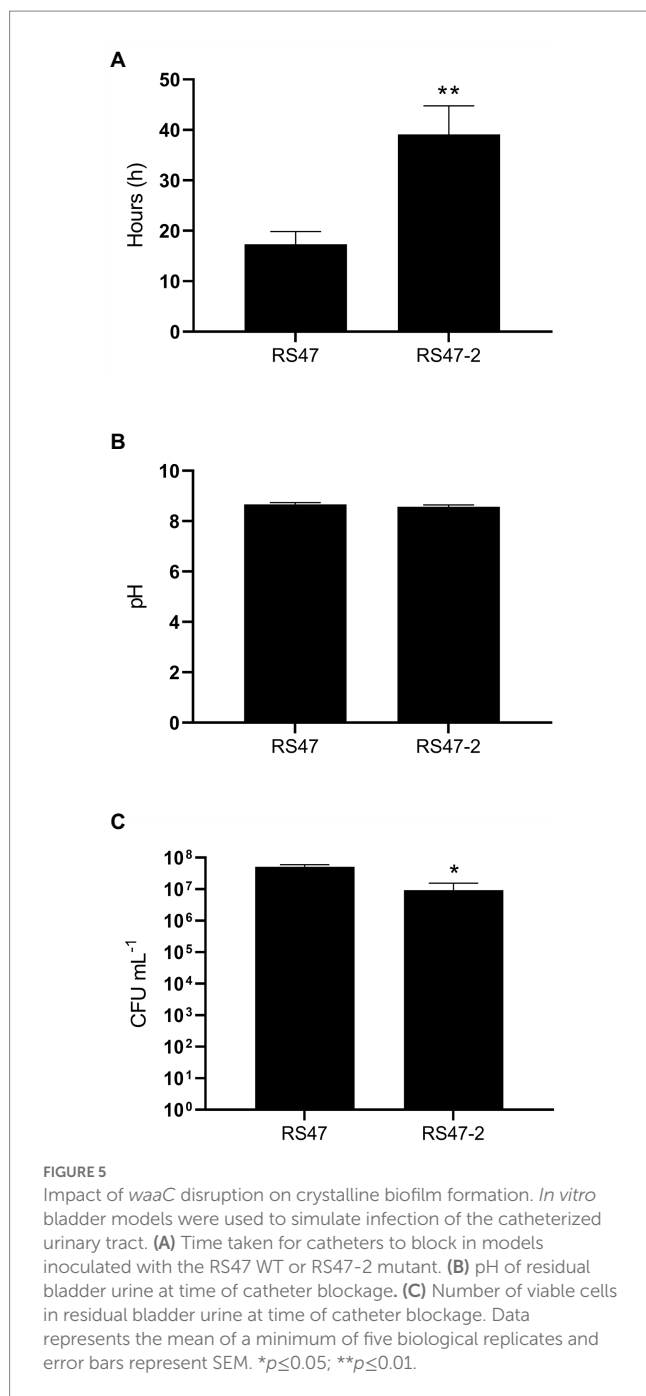 A
50
40
30
20
10
0
Hours (h)
**
RS47
RS47-2
B
10
8
6
4
2
0
pH
RS47
RS47-2
C
10⁸
10⁷
10⁶
10⁵
10⁴
10³
10²
10¹
10⁰
CFU mL⁻¹
*
RS47
RS47-2
FIGURE 5
Impact of waaC disruption on crystalline biofilm formation. In vitro
bladder models were used to simulate infection of the catheterized
urinary tract. (A) Time taken for catheters to block in models
inoculated with the RS47 WT or RS47-2 mutant. (B) pH of residual
bladder urine at time of catheter blockage. (C) Number of viable cells
in residual bladder urine at time of catheter blockage. Data
represents the mean of a minimum of five biological replicates and
error bars represent SEM. *p≤0.05; **p≤0.01.